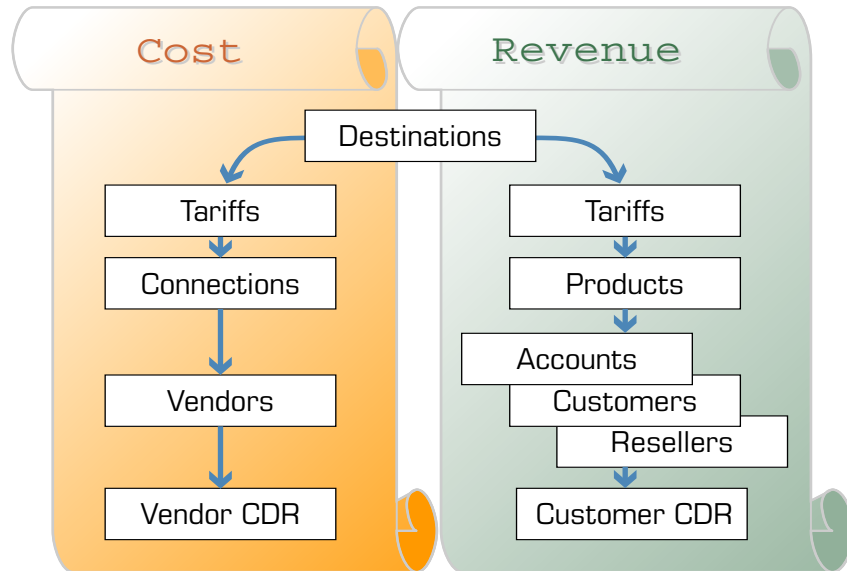 Cost
Revenue
Destinations
Tariffs
Tariffs
Connections
Products
Accounts
Vendors
Customers
Resellers
Vendor CDR
Customer CDR